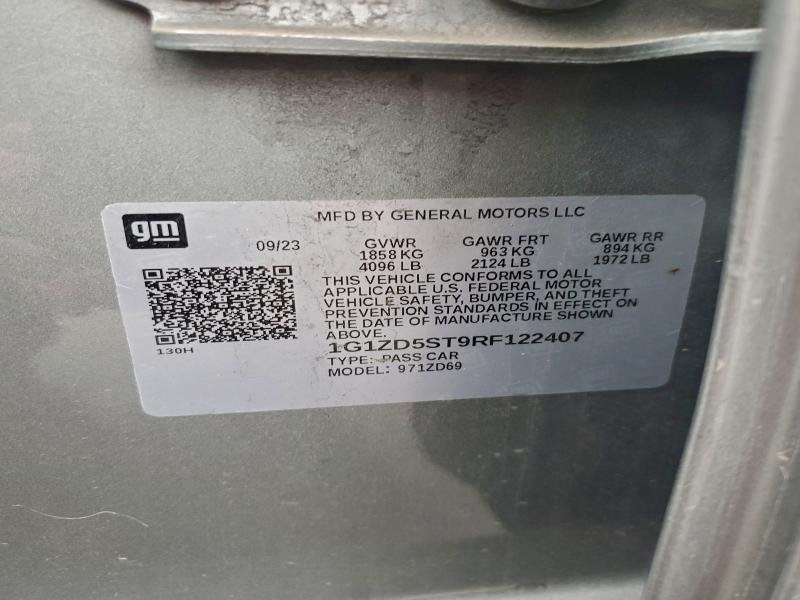 gm
MFD BY GENERAL MOTORS LLC
09/23
GVWR GAWR FRT GAWR RR
1858 KG 963 KG 894 KG
4096 LB 2124 LB 1972 LB
THIS VEHICLE CONFORMS TO ALL
APPLICABLE U.S. FEDERAL MOTOR
VEHICLE SAFETY, BUMPER, AND THEFT
PREVENTION STANDARDS IN EFFECT ON
THE DATE OF MANUFACTURE SHOWN
ABOVE.
1G1ZD5ST9RF122407
130H
TYPE: PASS CAR
MODEL: 971ZD69